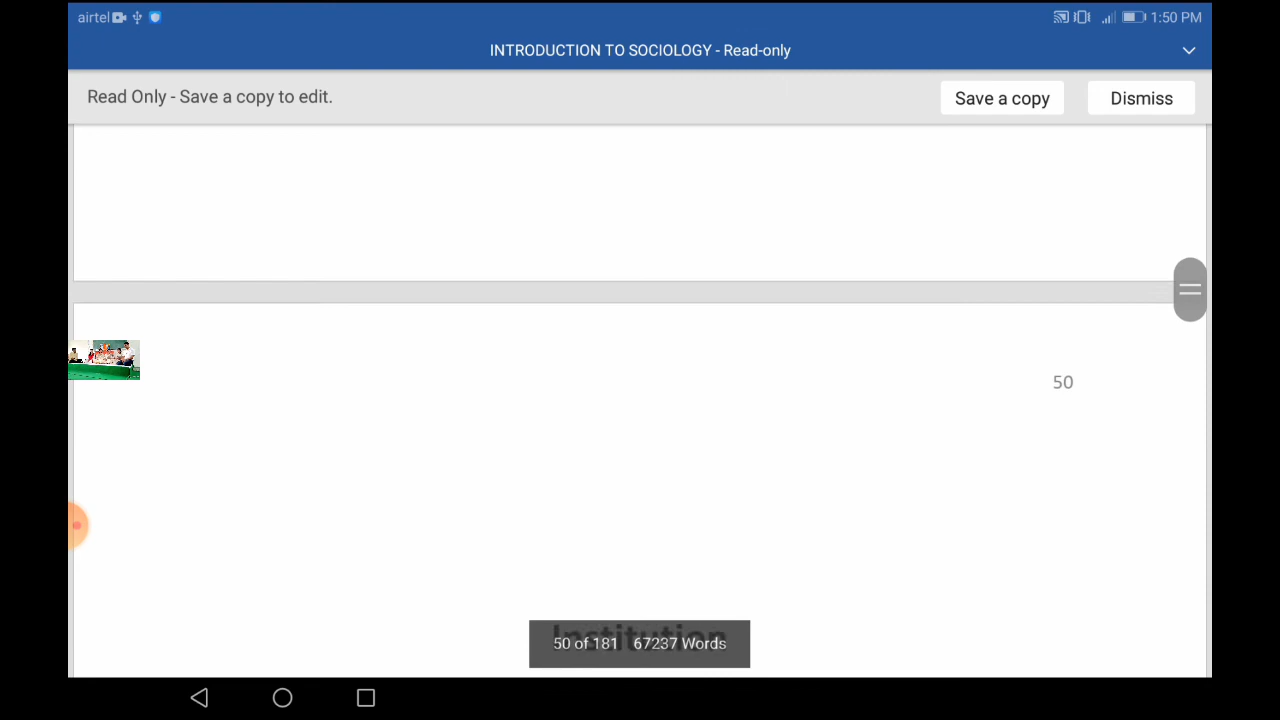 airtel 1:50 PM
INTRODUCTION TO SOCIOLOGY - Read-only
Read Only - Save a copy to edit.
Save a copy
Dismiss
50
Institution
50 of 181 67237 Words